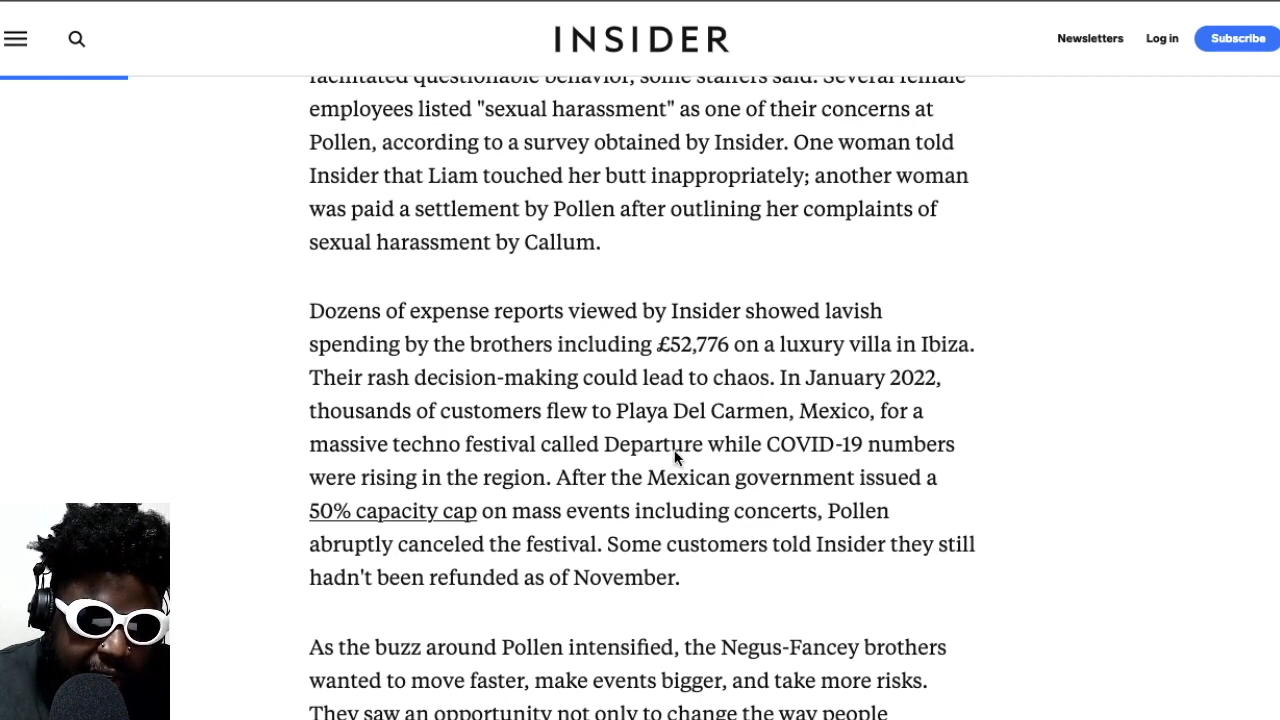 INSIDER
Newsletters
Log in
Subscribe
facilitated questionable behavior, some staffers said. Several female
employees listed "sexual harassment" as one of their concerns at
Pollen, according to a survey obtained by Insider. One woman told
Insider that Liam touched her butt inappropriately; another woman
was paid a settlement by Pollen after outlining her complaints of
sexual harassment by Callum.
Dozens of expense reports viewed by Insider showed lavish
spending by the brothers including £52,776 on a luxury villa in Ibiza.
Their rash decision-making could lead to chaos. In January 2022,
thousands of customers flew to Playa Del Carmen, Mexico, for a
massive techno festival called Departure while COVID-19 numbers
were rising in the region. After the Mexican government issued a
50% capacity cap on mass events including concerts, Pollen
abruptly canceled the festival. Some customers told Insider they still
hadn't been refunded as of November.
As the buzz around Pollen intensified, the Negus-Fancey brothers
wanted to move faster, make events bigger, and take more risks.
They saw an opportunity not only to change the way people